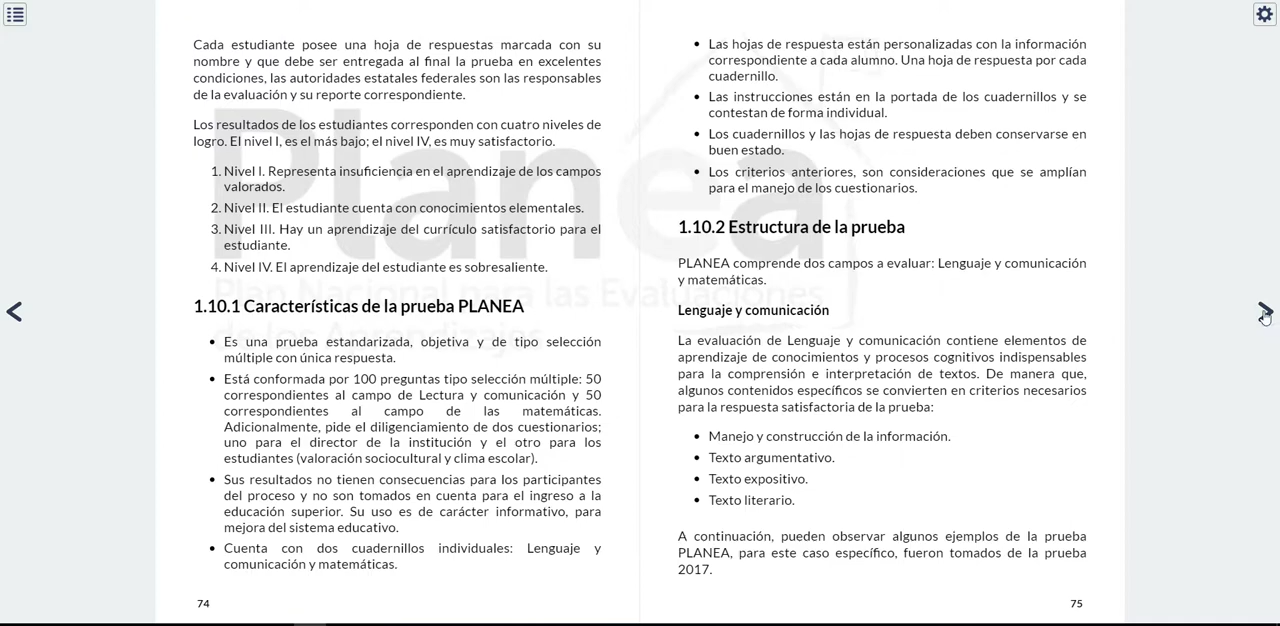 Cada estudiante posee una hoja de respuestas marcada con su
nombre y que debe ser entregada al final la prueba en excelentes
condiciones, las autoridades estatales federales son las responsables
de la evaluación y su reporte correspondiente.
Los resultados de los estudiantes corresponden con cuatro niveles de
logro. El nivel I, es el más bajo; el nivel IV, es muy satisfactorio.
1. Nivel I. Representa insuficiencia en el aprendizaje de los campos
valorados.
2. Nivel II. El estudiante cuenta con conocimientos elementales.
3. Nivel III. Hay un aprendizaje del currículo satisfactorio para el
estudiante.
4. Nivel IV. El aprendizaje del estudiante es sobresaliente.
1.10.1 Características de la prueba PLANEA
• Es una prueba estandarizada, objetiva y de tipo selección
múltiple con única respuesta.
• Está conformada por 100 preguntas tipo selección múltiple: 50
correspondientes al campo de Lectura y comunicación y 50
correspondientes al campo de las matemáticas.
Adicionalmente, pide el diligenciamiento de dos cuestionarios;
uno para el director de la institución y el otro para los
estudiantes (valoración sociocultural y clima escolar).
• Sus resultados no tienen consecuencias para los participantes
del proceso y no son tomados en cuenta para el ingreso a la
educación superior. Su uso es de carácter informativo, para
mejora del sistema educativo.
• Cuenta con dos cuadernillos individuales: Lenguaje y
comunicación y matemáticas.
74
• Las hojas de respuesta están personalizadas con la información
correspondiente a cada alumno. Una hoja de respuesta por cada
cuadernillo.
• Las instrucciones están en la portada de los cuadernillos y se
contestan de forma individual.
• Los cuadernillos y las hojas de respuesta deben conservarse en
buen estado.
• Los criterios anteriores, son consideraciones que se amplían
para el manejo de los cuestionarios.
1.10.2 Estructura de la prueba
PLANEA comprende dos campos a evaluar: Lenguaje y comunicación
y matemáticas.
Lenguaje y comunicación
La evaluación de Lenguaje y comunicación contiene elementos de
aprendizaje de conocimientos y procesos cognitivos indispensables
para la comprensión e interpretación de textos. De manera que,
algunos contenidos específicos se convierten en criterios necesarios
para la respuesta satisfactoria de la prueba:
• Manejo y construcción de la información.
• Texto argumentativo.
• Texto expositivo.
• Texto literario.
A continuación, pueden observar algunos ejemplos de la prueba
PLANEA, para este caso específico, fueron tomados de la prueba
2017.
75
Planea
Plan Nacional para las Evaluaciones
de los Aprendizajes